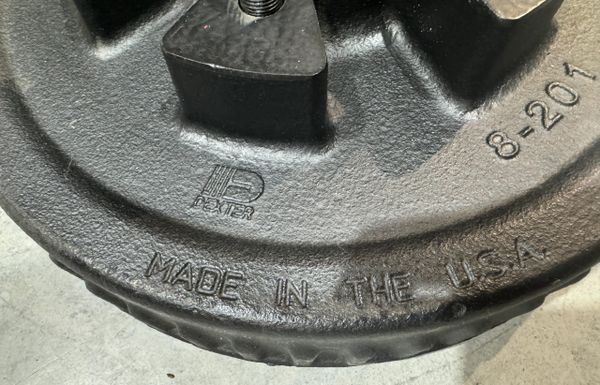 8-201
DEXTER
MADE IN THE U.S.A.